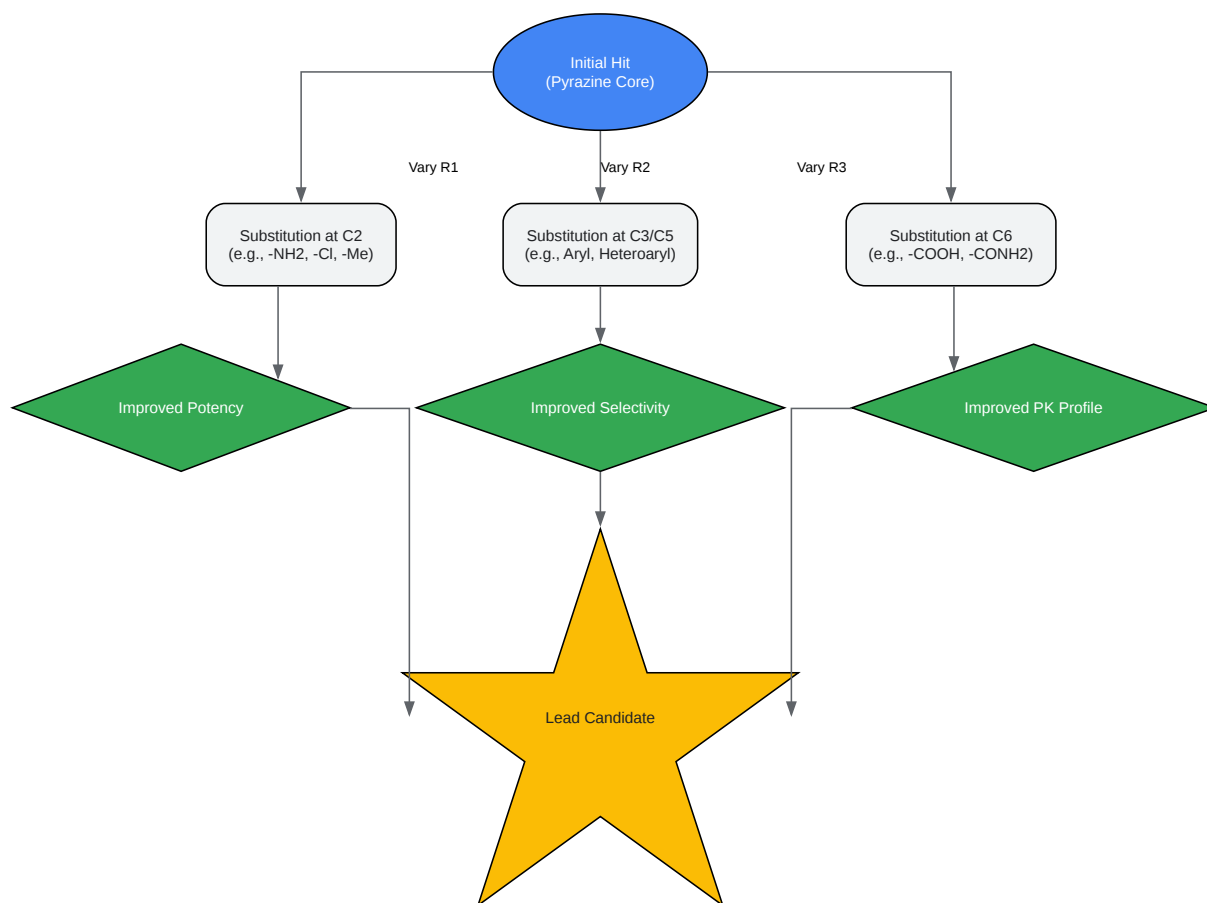 Initial Hit
(Pyrazine Core)
Vary R1
Vary R2
Vary R3
Substitution at C2
(e.g., -NH2, -Cl, -Me)
Substitution at C3/C5
(e.g., Aryl, Heteroaryl)
Substitution at C6
(e.g., -COOH, -CONH2)
Improved Potency
Improved Selectivity
Improved PK Profile
Lead Candidate